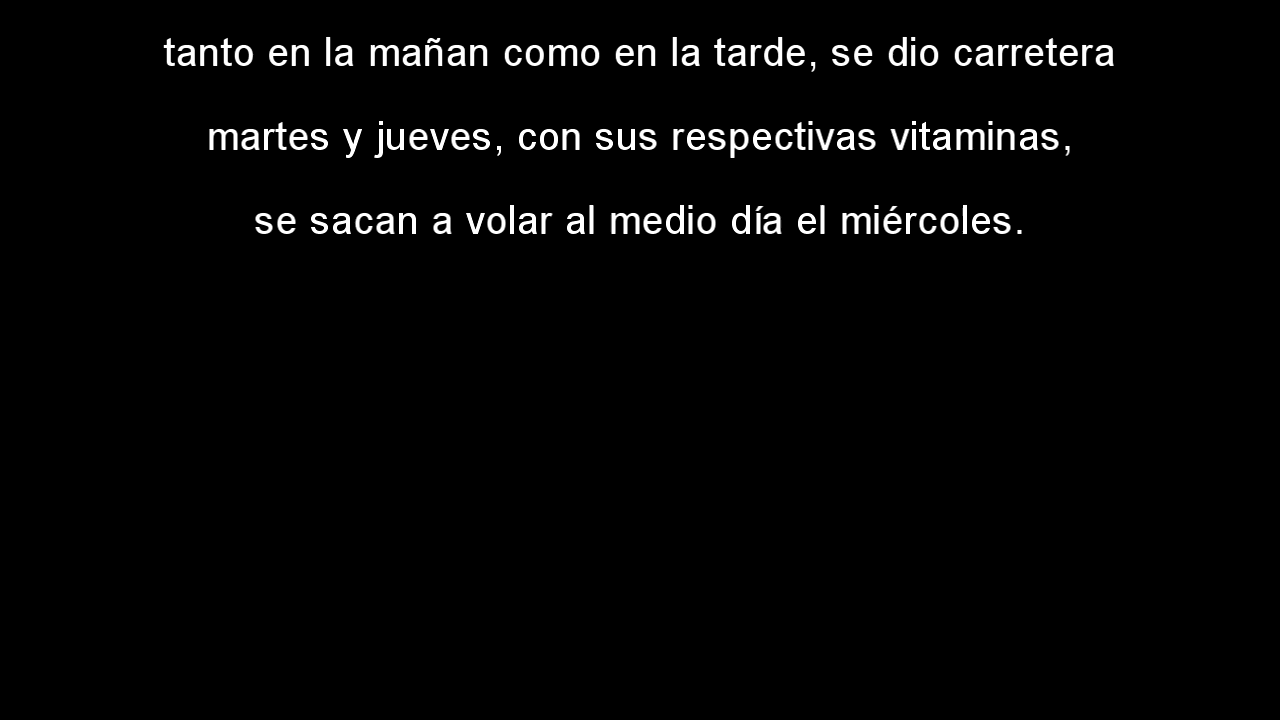 tanto en la mañan como en la tarde, se dio carretera
martes y jueves, con sus respectivas vitaminas,
se sacan a volar al medio día el miércoles.